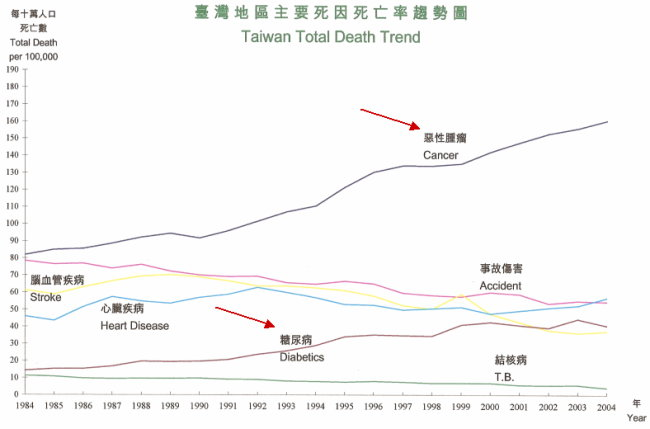 臺灣地區主要死因死亡率趨勢圖
Taiwan Total Death Trend
每十萬人口
死亡數
Total Death
per 100,000
190
180
170
160
150
140
130
120
110
100
90
80
70
60
50
40
30
20
10
0
惡性腫瘤
Cancer
腦血管疾病
Stroke
心臟疾病
Heart Disease
事故傷害
Accident
糖尿病
Diabetics
結核病
T.B.
1984 1985 1986 1987 1988 1989 1990 1991 1992 1993 1994 1995 1996 1997 1998 1999 2000 2001 2002 2003 2004
年
Year